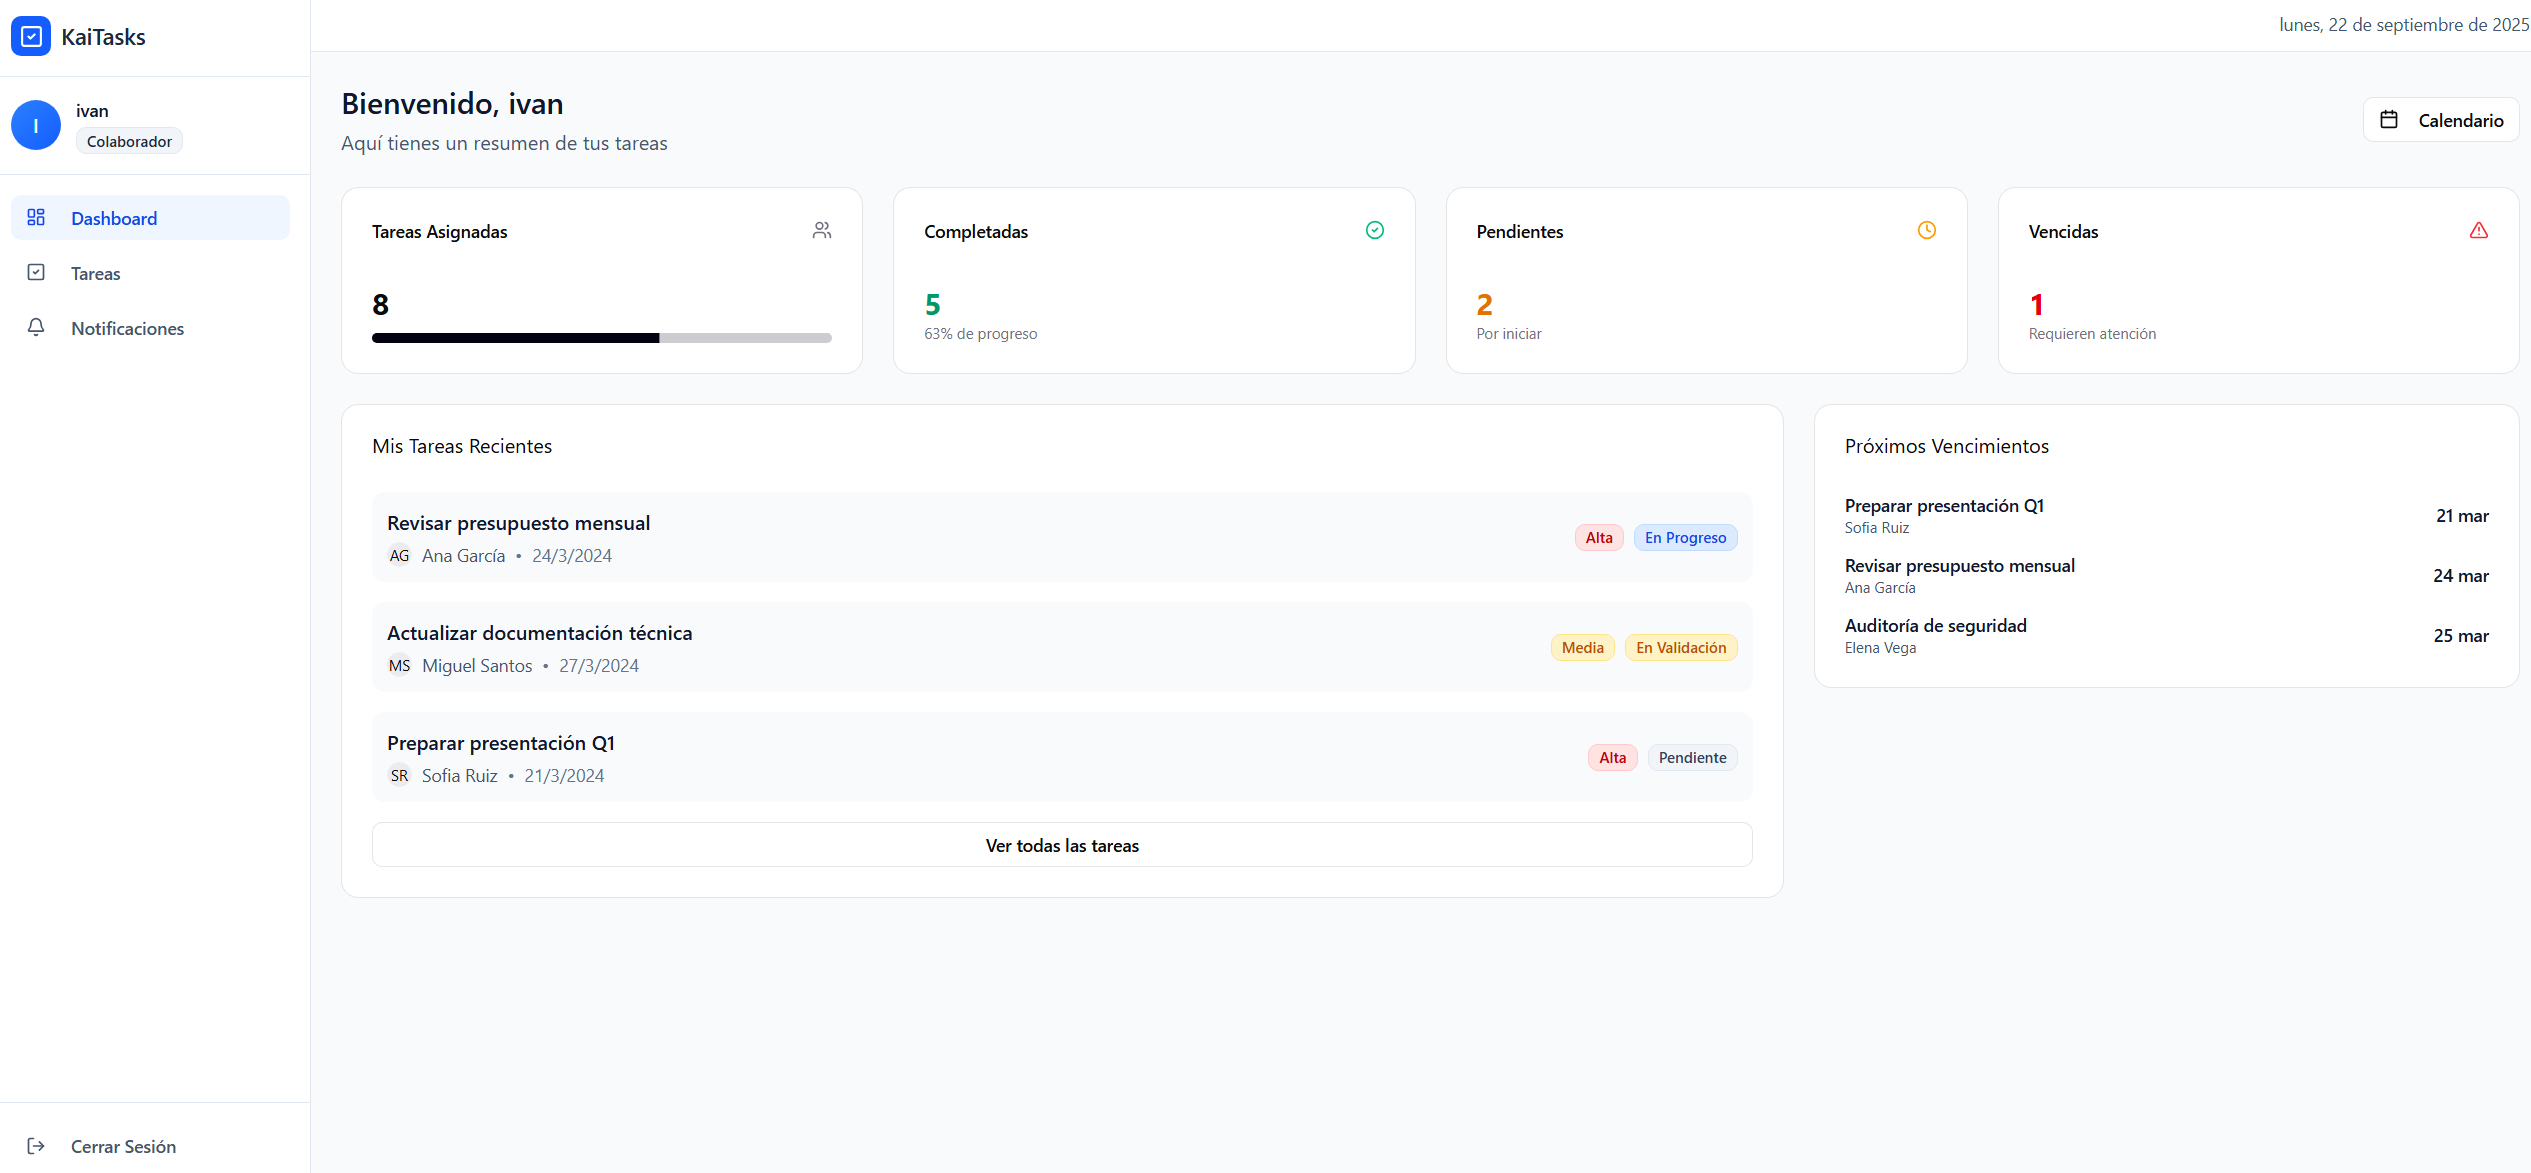 KaiTasks
lunes, 22 de septiembre de 2025
I
ivan
Colaborador
Dashboard
Tareas
Notificaciones
Cerrar Sesión
Bienvenido, ivan
Aquí tienes un resumen de tus tareas
Calendario
Tareas Asignadas
8
Completadas
5
63% de progreso
Pendientes
2
Por iniciar
Vencidas
1
Requieren atención
Mis Tareas Recientes
Revisar presupuesto mensual
AG Ana García • 24/3/2024
Alta En Progreso
Actualizar documentación técnica
MS Miguel Santos • 27/3/2024
Media En Validación
Preparar presentación Q1
SR Sofia Ruiz • 21/3/2024
Alta Pendiente
Ver todas las tareas
Próximos Vencimientos
Preparar presentación Q1
Sofia Ruiz
21 mar
Revisar presupuesto mensual
Ana García
24 mar
Auditoría de seguridad
Elena Vega
25 mar